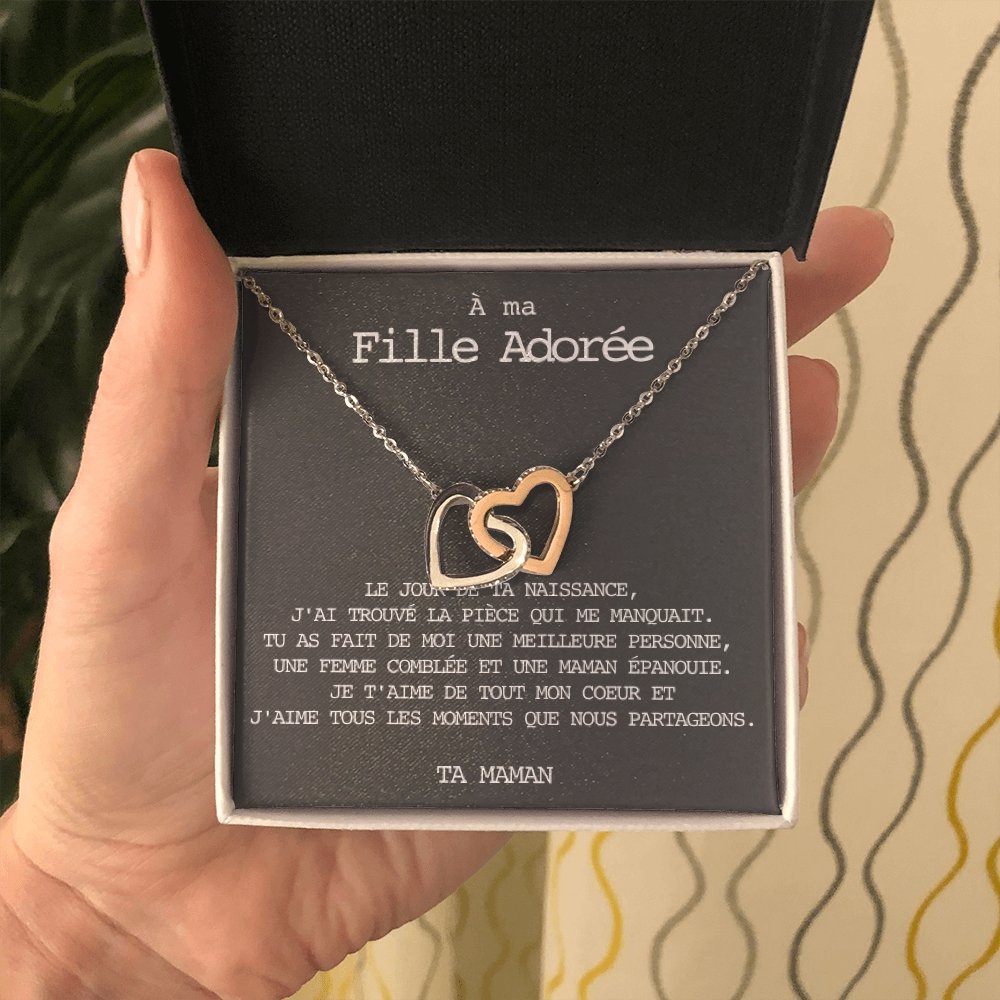 À ma
Fille Adorée
LE JOUR DE TA NAISSANCE,
J'AI TROUVÉ LA PIÈCE QUI ME MANQUAIT.
TU AS FAIT DE MOI UNE MEILLEURE PERSONNE,
UNE FEMME COMBLÉE ET UNE MAMAN ÉPANOUIE.
JE T'AIME DE TOUT MON COEUR ET
J'AIME TOUS LES MOMENTS QUE NOUS PARTAGEONS.
TA MAMAN